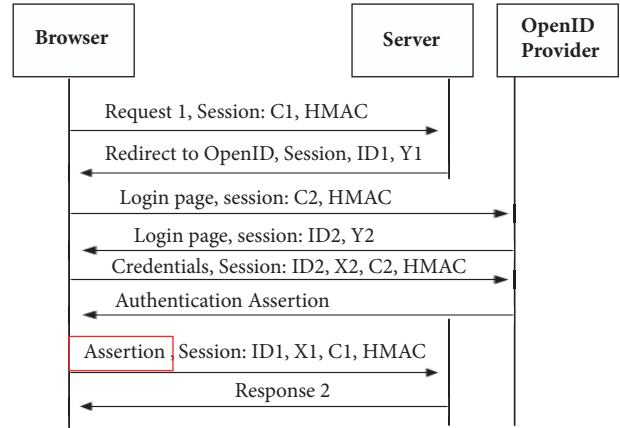 Browser
Server
OpenID
Provider
Request 1, Session: C1, HMAC
Redirect to OpenID, Session, ID1, Y1
Login page, session: C2, HMAC
Login page, session: ID2, Y2
Credentials, Session: ID2, X2, C2, HMAC
Authentication Assertion
Assertion , Session: ID1, X1, C1, HMAC
Response 2